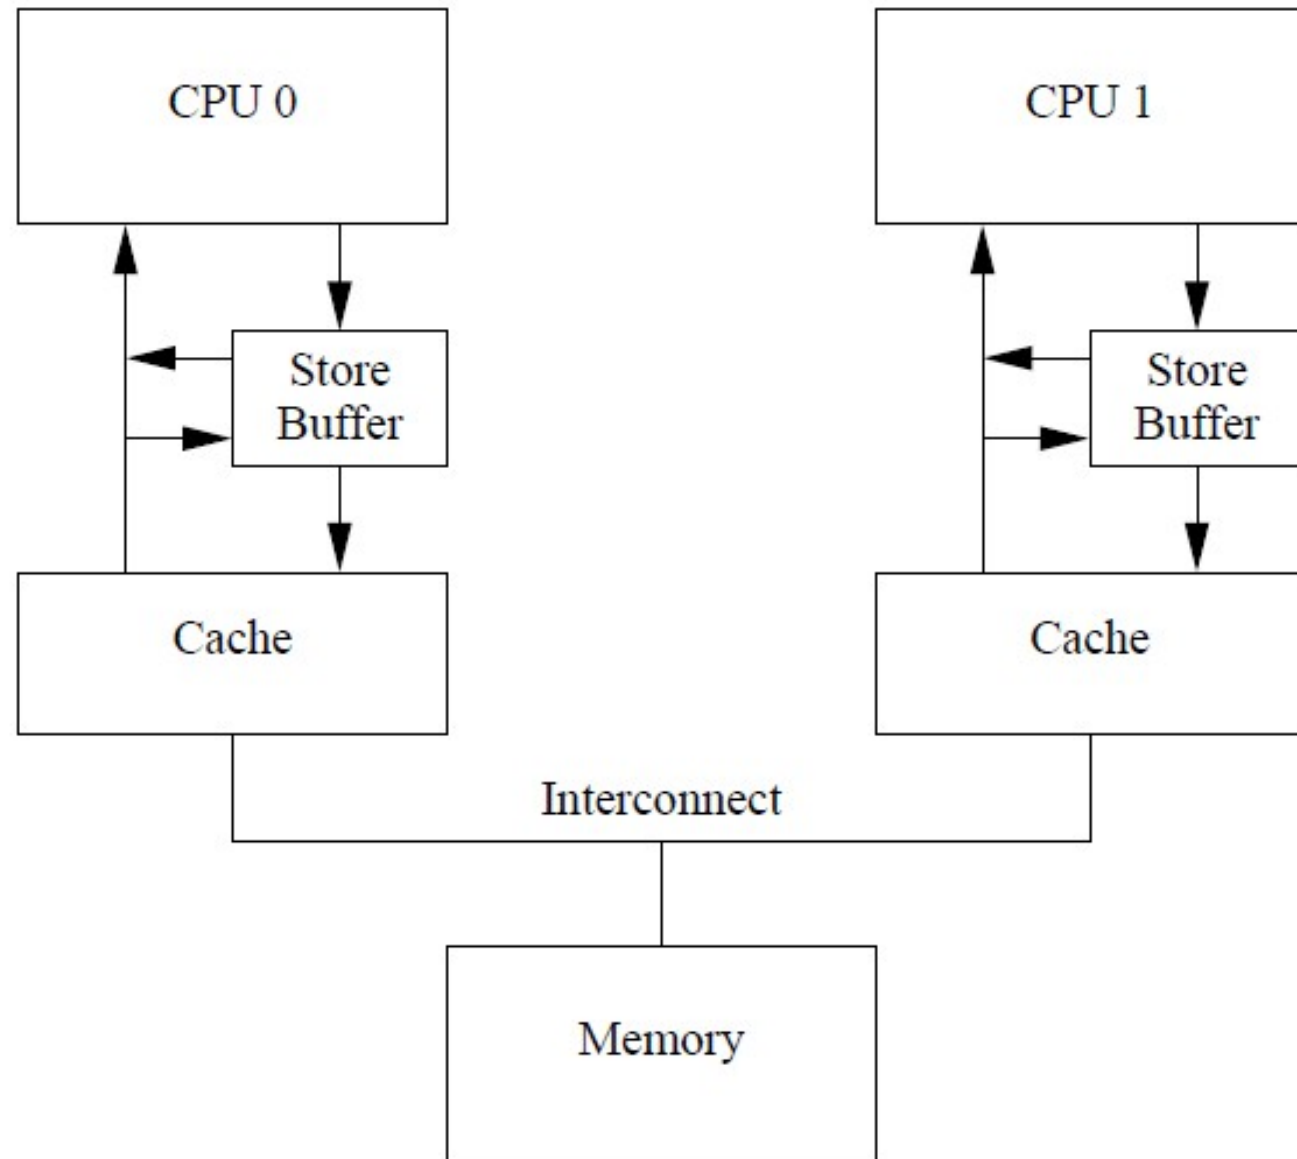 CPU 0
CPU 1
Store
Buffer
Store
Buffer
Cache
Cache
Interconnect
Memory